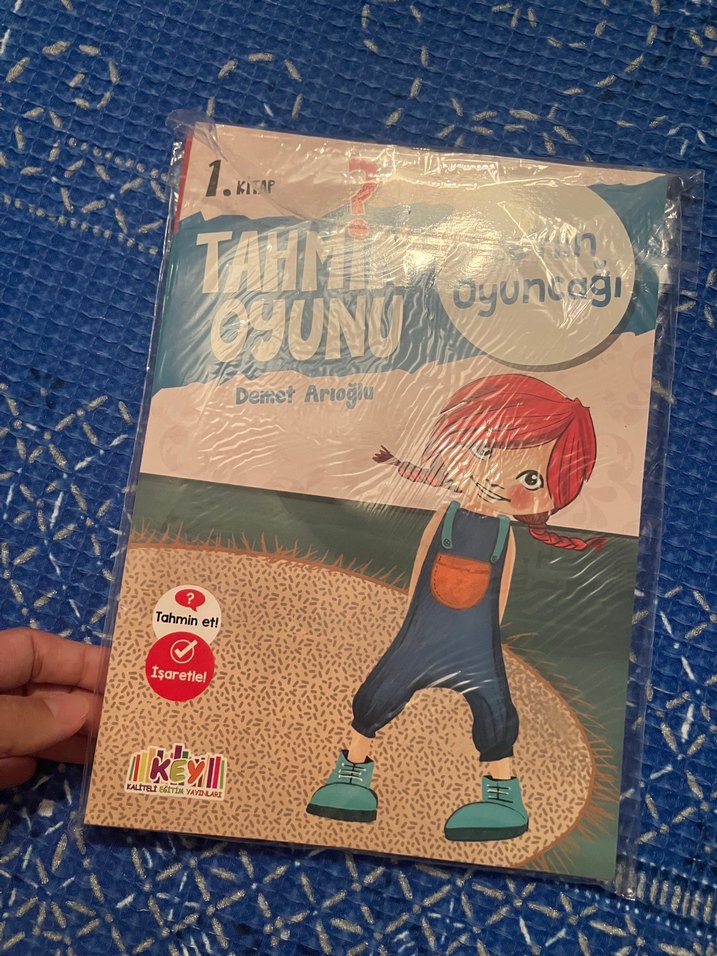 1. KİTAP
TAHMİN
OYUNU
Demet Arıoğlu
oyuncağı
?
Tahmin et!
İşaretle!
KEY
KALİTELİ EĞİTİM YAYINLARI